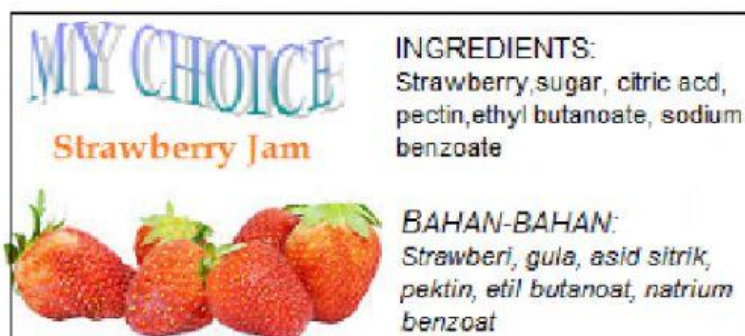 MY CHOICE
Strawberry Jam
INGREDIENTS:
Strawberry,sugar, citric acd,
pectin,ethyl butanoate, sodium
benzoate
BAHAN-BAHAN:
Strawberi, gula, asid sitrik,
pektin, etil butanoat, natrium
benzoat